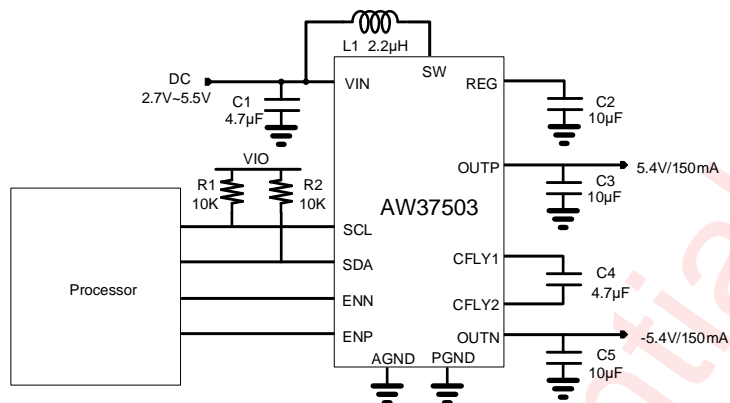 L1 2.2µH
SW
DC
2.7V~5.5V
VIN
REG
C1
4.7µF
C2
10µF
VIO
R1
10K
R2
10K
OUTP
5.4V/150mA
C3
10µF
AW37503
SCL
SDA
CFLY1
C4
4.7µF
Processor
ENN
CFLY2
ENP
OUTN
-5.4V/150mA
AGND
PGND
C5
10µF